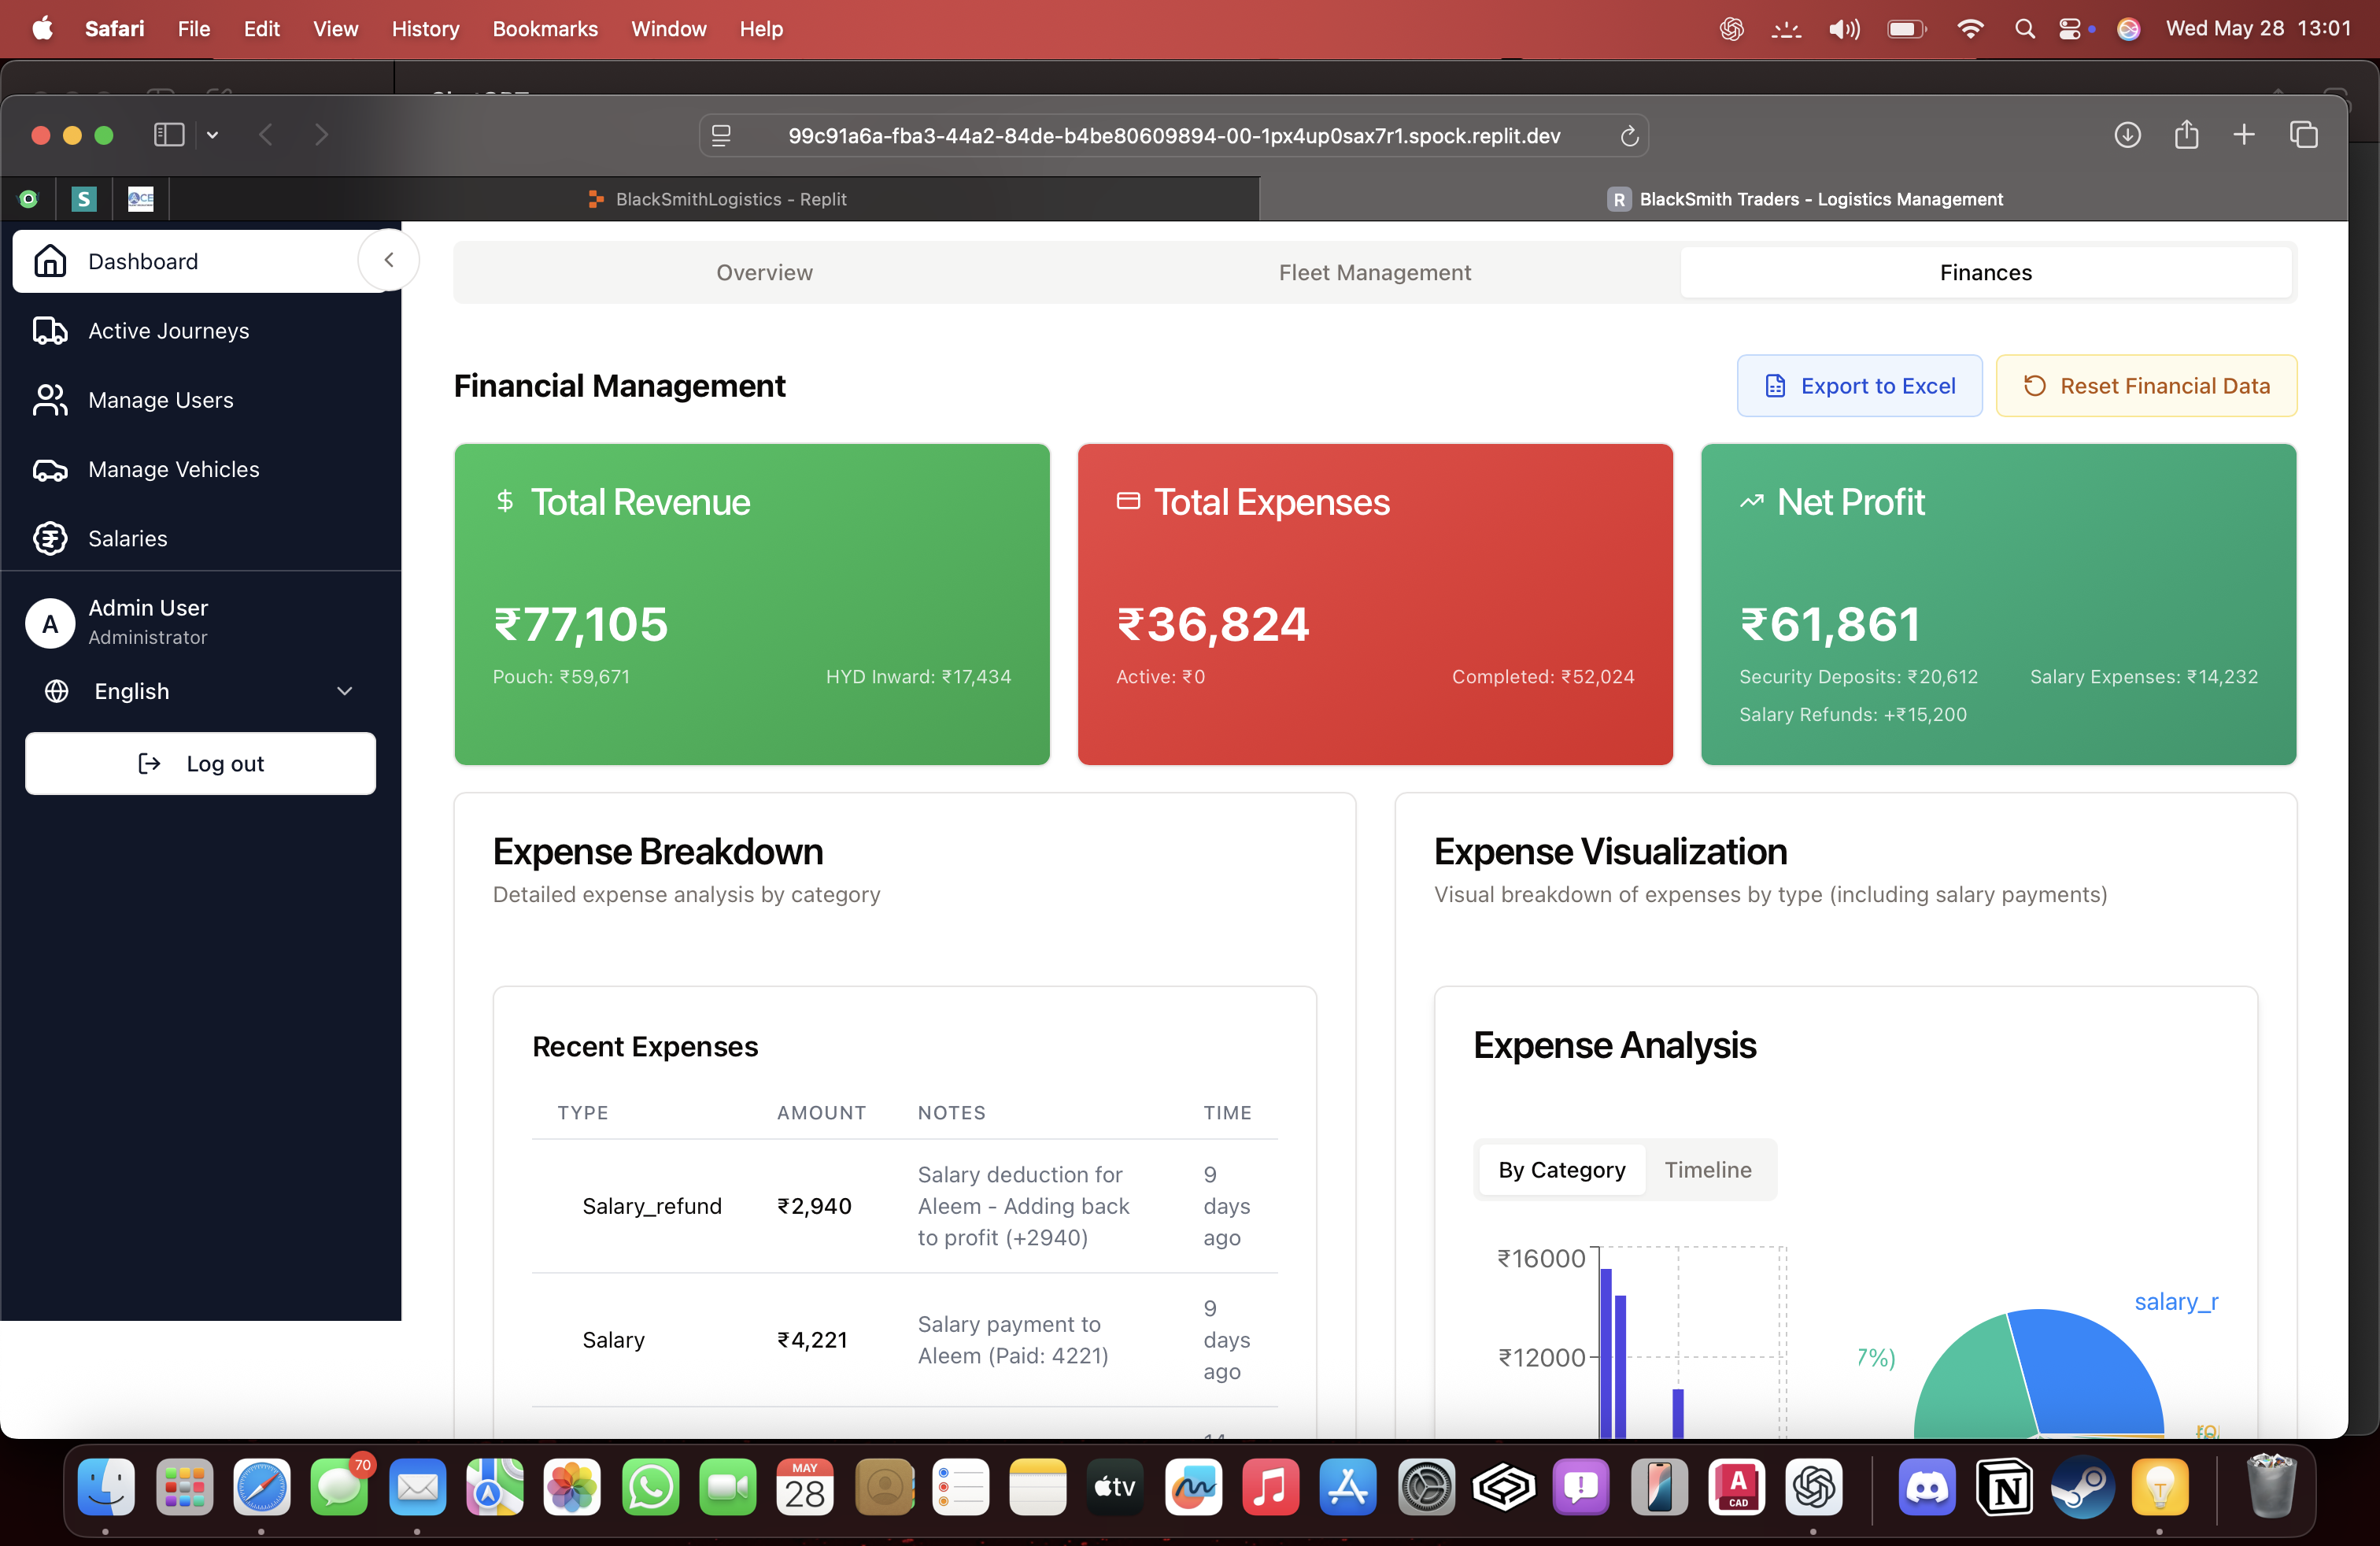 Safari File Edit View History Bookmarks Window Help Wed May 28 13:01
99c91a6a-fba3-44a2-84de-b4be80609894-00-1px4up0sax7r1.spock.replit.dev
S
ACE
BlackSmithLogistics - Replit
R BlackSmith Traders - Logistics Management
Dashboard
Active Journeys
Manage Users
Manage Vehicles
Salaries
A
Admin User
Administrator
English
Log out
Overview Fleet Management Finances
Financial Management
Export to Excel
Reset Financial Data
$ Total Revenue
₹77,105
Pouch: ₹59,671 HYD Inward: ₹17,434
Total Expenses
₹36,824
Active: ₹0 Completed: ₹52,024
Net Profit
₹61,861
Security Deposits: ₹20,612 Salary Expenses: ₹14,232
Salary Refunds: +₹15,200
Expense Breakdown
Detailed expense analysis by category
Recent Expenses
TYPE AMOUNT NOTES TIME
Salary_refund ₹2,940
Salary deduction for
Aleem - Adding back
to profit (+2940)
9
days
ago
Salary ₹4,221
Salary payment to
Aleem (Paid: 4221)
9
days
ago
Expense Visualization
Visual breakdown of expenses by type (including salary payments)
Expense Analysis
By Category Timeline
₹16000
₹12000
salary_r
7%)
70
MAY
28
tv
A
CAD
N
T